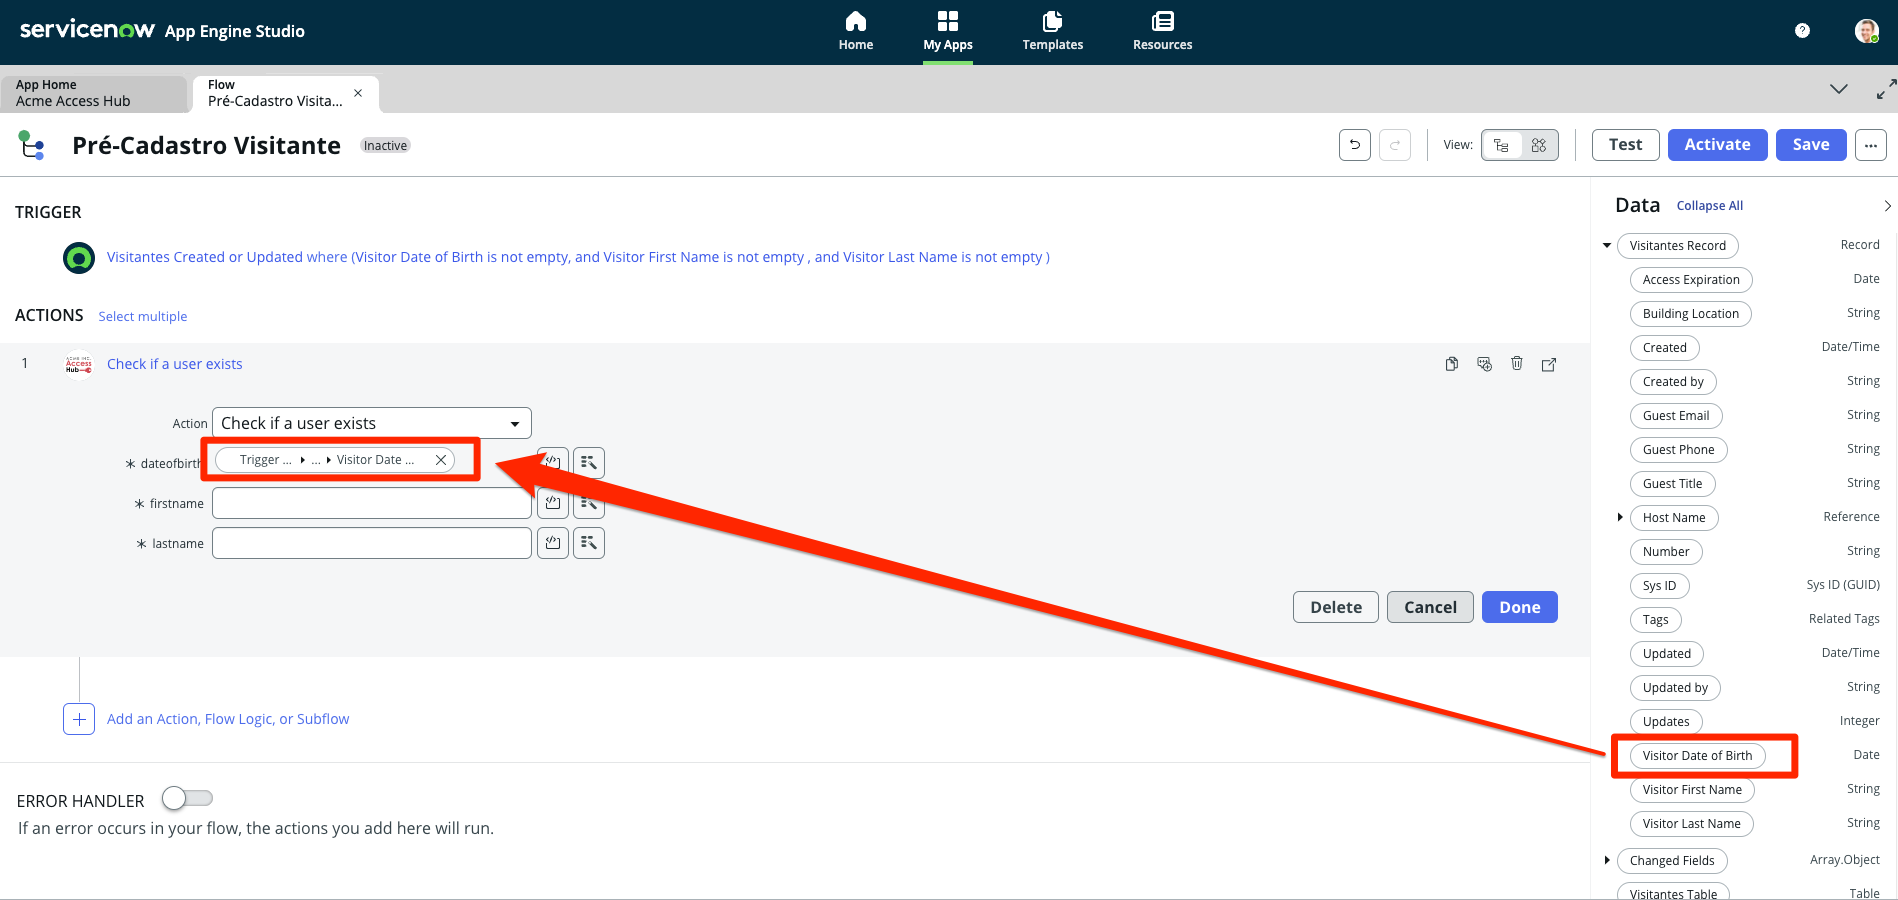 servicenow App Engine Studio
Home
My Apps
Templates
Resources
App Home
Acme Access Hub
Flow
Pré-Cadastro Visita...
Pré-Cadastro Visitante
Inactive
View:
Test
Activate
Save
TRIGGER
Visitantes Created or Updated where (Visitor Date of Birth is not empty, and Visitor First Name is not empty , and Visitor Last Name is not empty )
ACTIONS
Select multiple
1
ACME INC.
Access
Hub
Check if a user exists
Action
Check if a user exists
dateofbirth
Trigger ... ▸ ... ▸ Visitor Date ...
firstname
lastname
Delete
Cancel
Done
Add an Action, Flow Logic, or Subflow
ERROR HANDLER
If an error occurs in your flow, the actions you add here will run.
Data
Collapse All
Visitantes Record Record
Access Expiration Date
Building Location String
Created Date/Time
Created by String
Guest Email String
Guest Phone String
Guest Title String
Host Name Reference
Number String
Sys ID Sys ID (GUID)
Tags Related Tags
Updated Date/Time
Updated by String
Updates Integer
Visitor Date of Birth Date
Visitor First Name String
Visitor Last Name String
Changed Fields Array.Object
Visitantes Table Table